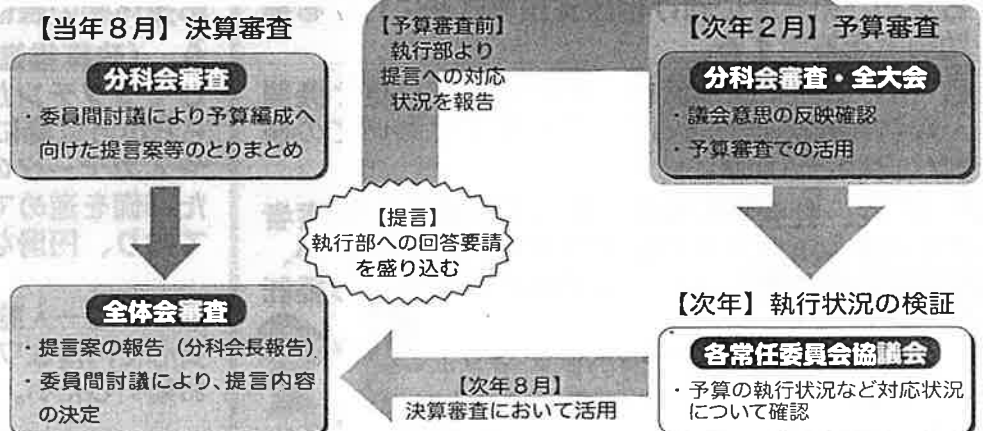 【当年8月】決算審査
分科会審査
・委員間討議により予算編成へ
向けた提言案等のとりまとめ
全体会審査
・提言案の報告（分科会長報告）
・委員間討議により、提言内容
の決定
【提言】
執行部への回答要請
を盛り込む
【予算審査前】
執行部より
提言への対応
状況を報告
【次年2月】予算審査
分科会審査・全大会
・議会意思の反映確認
・予算審査での活用
【次年】執行状況の検証
各常任委員会協議会
・予算の執行状況など対応状況
について確認
【次年8月】
決算審査において活用